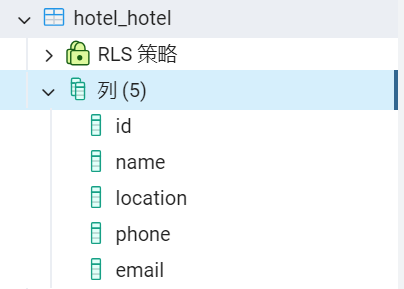 hotel_hotel
RLS 策略
列 (5)
id
name
location
phone
email